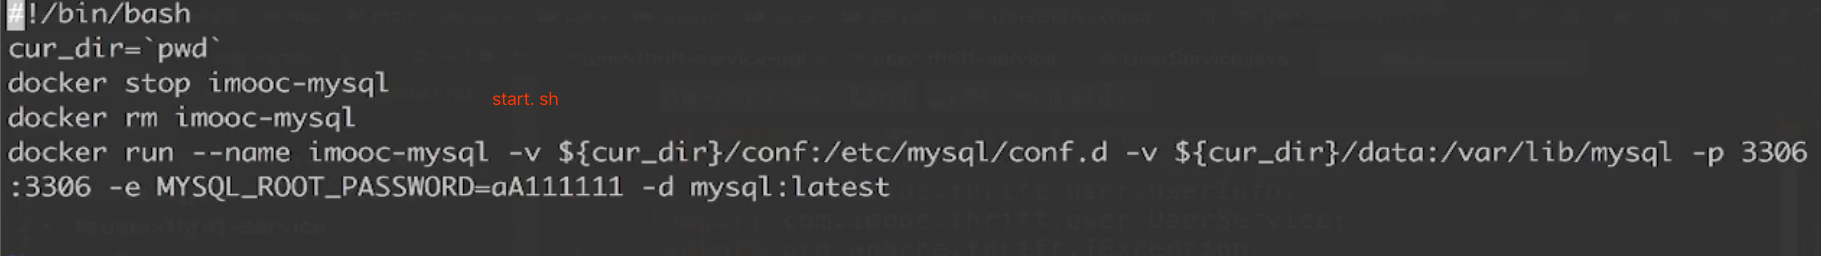 #!/bin/bash
cur_dir=`pwd`
docker stop imooc-mysql
start. sh
docker rm imooc-mysql
docker run --name imooc-mysql -v ${cur_dir}/conf:/etc/mysql/conf.d -v ${cur_dir}/data:/var/lib/mysql -p 3306
:3306 -e MYSQL_ROOT_PASSWORD=aA111111 -d mysql:latest